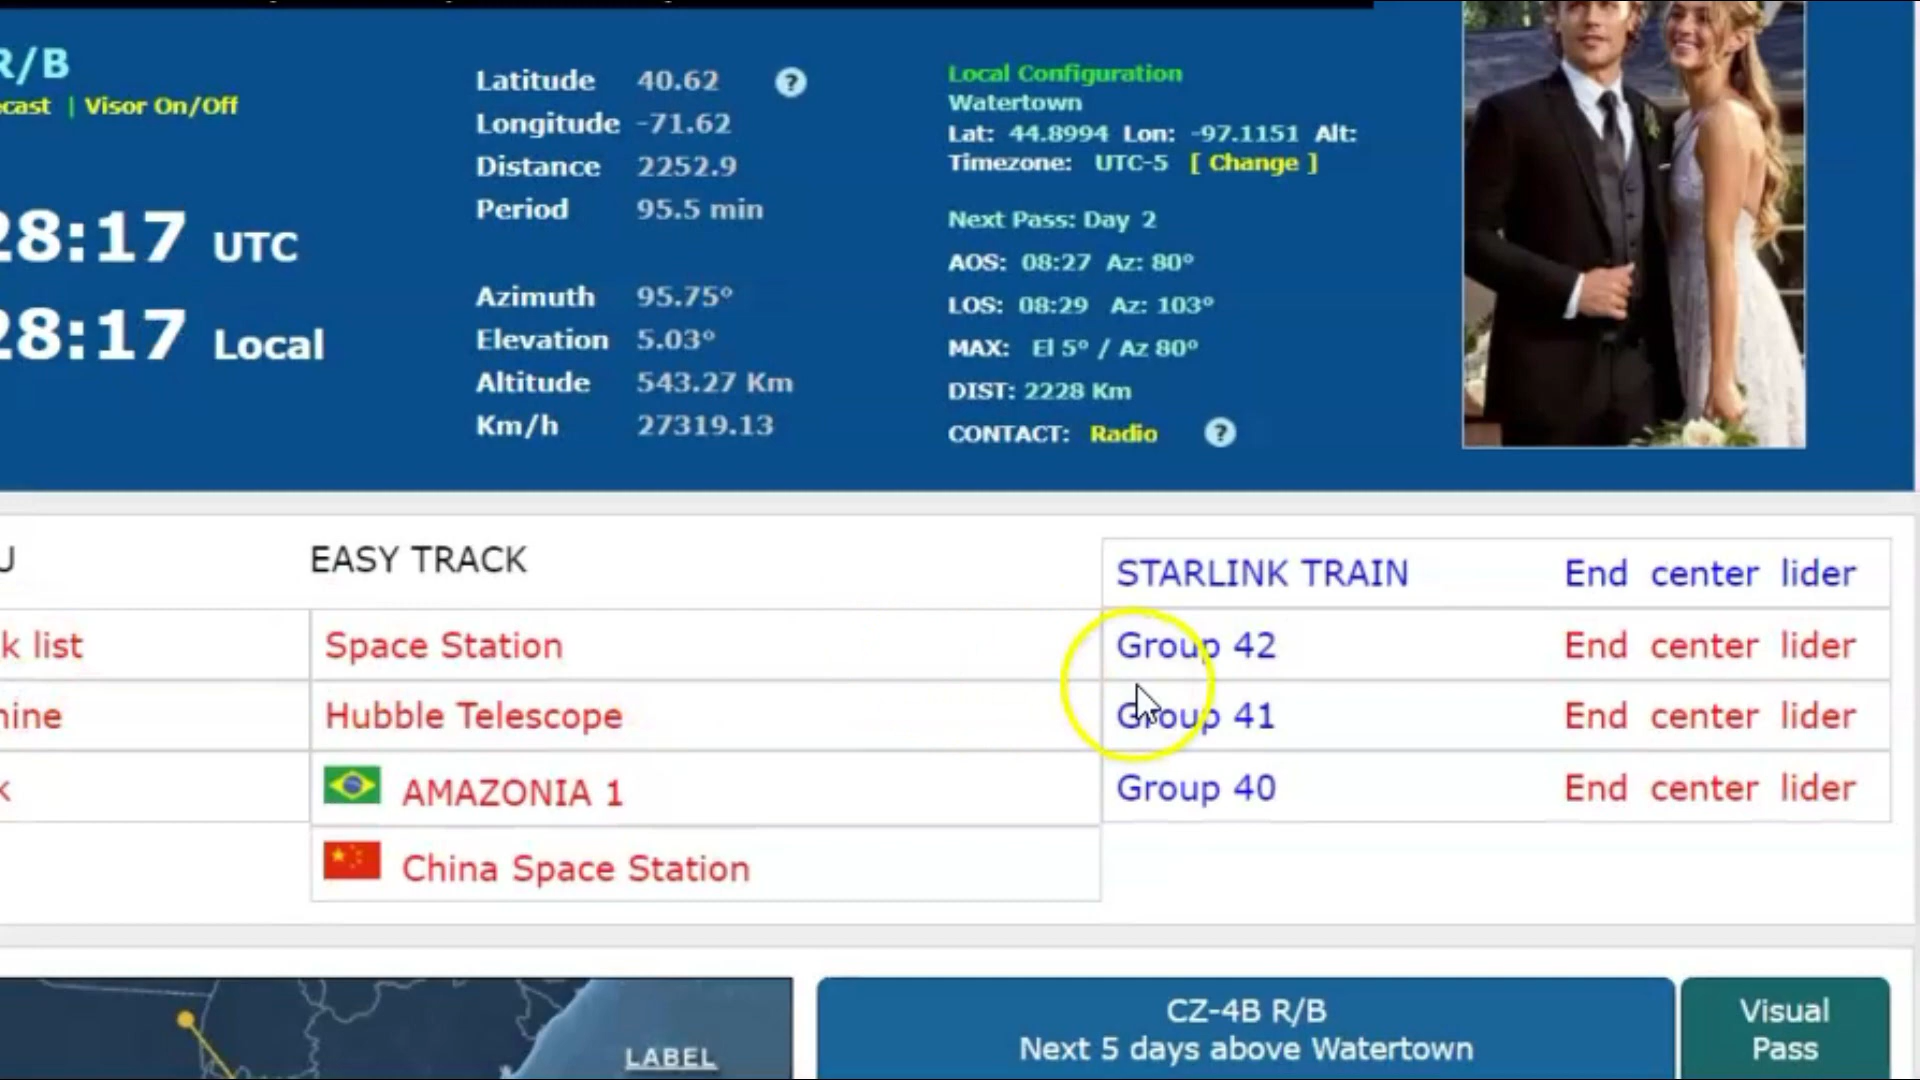 R/B
ecast | Visor On/Off
28:17 UTC
28:17 Local
Latitude 40.62 ?
Longitude -71.62
Distance 2252.9
Period 95.5 min
Azimuth 95.75°
Elevation 5.03°
Altitude 543.27 Km
Km/h 27319.13
Local Configuration
Watertown
Lat: 44.8994 Lon: -97.1151 Alt:
Timezone: UTC-5 [ Change ]
Next Pass: Day 2
AOS: 08:27 Az: 80°
LOS: 08:29 Az: 103°
MAX: El 5° / Az 80°
DIST: 2228 Km
CONTACT: Radio ?
U
k list
nine
k
EASY TRACK
Space Station
Hubble Telescope
AMAZONIA 1
China Space Station
STARLINK TRAIN End center lider
Group 42 End center lider
Group 41 End center lider
Group 40 End center lider
LABEL
CZ-4B R/B
Next 5 days above Watertown
Visual
Pass